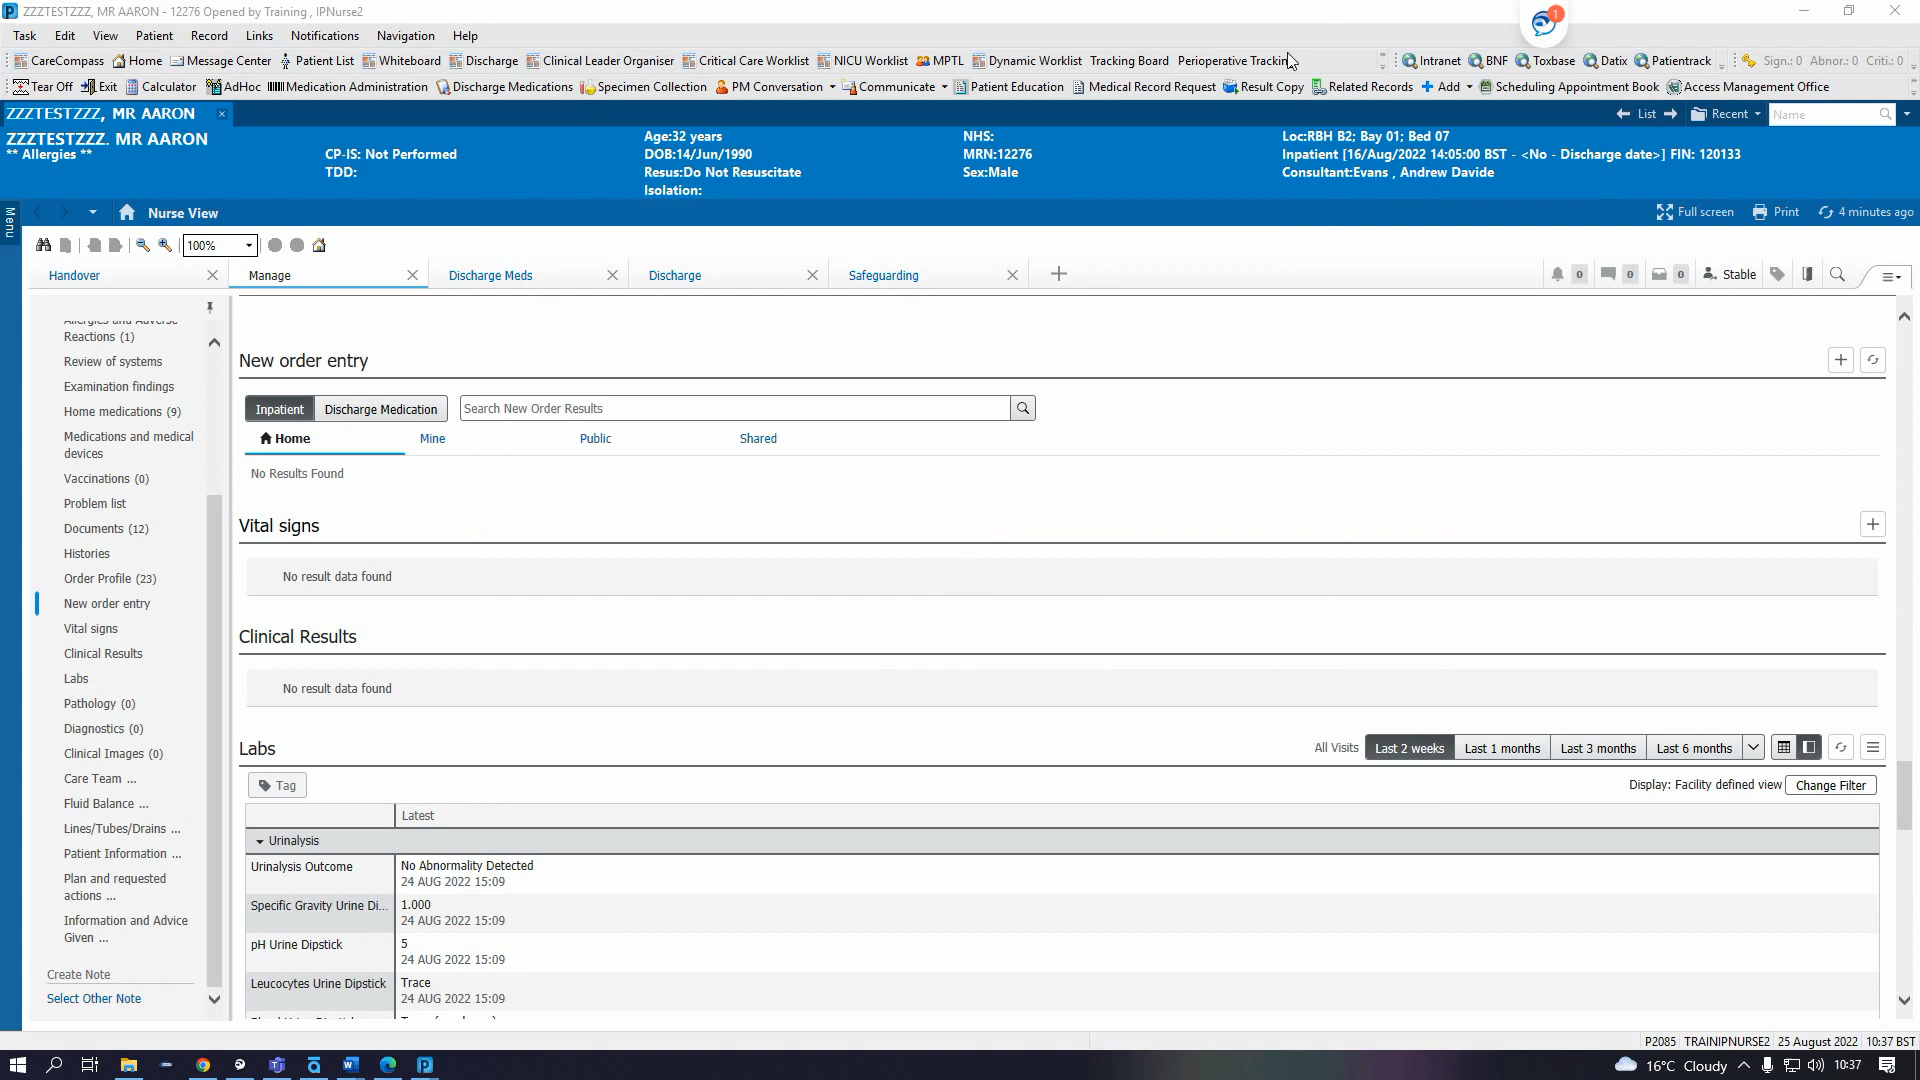 ZZZTESTZZZ, MR AARON - 12276 Opened by Training , IPNurse2
1
Task Edit View Patient Record Links Notifications Navigation Help
CareCompass Home Message Center Patient List Whiteboard Discharge Clinical Leader Organiser Critical Care Worklist NICU Worklist MPTL Dynamic Worklist Tracking Board Perioperative Tracking Intranet BNF Toxbase Datix Patientrack Sign.: 0 Abnor.: 0 Criti.: 0
Tear Off Exit Calculator AdHoc Medication Administration Discharge Medications Specimen Collection PM Conversation Communicate Patient Education Medical Record Request Result Copy Related Records Add Scheduling Appointment Book Access Management Office
ZZZTESTZZZ, MR AARON List Recent Name
ZZZTESTZZZ. MR AARON Age:32 years NHS: Loc:RBH B2; Bay 01; Bed 07
** Allergies ** CP-IS: Not Performed DOB:14/Jun/1990 MRN:12276 Inpatient [16/Aug/2022 14:05:00 BST - <No - Discharge date>] FIN: 120133
TDD: Resus:Do Not Resuscitate Sex:Male Consultant:Evans , Andrew Davide
Isolation:
Menu
Nurse View Full screen Print 4 minutes ago
100%
Handover Manage Discharge Meds Discharge Safeguarding 0 0 0 Stable
Reactions (1)
Review of systems
Examination findings
Home medications (9)
Medications and medical
devices
Vaccinations (0)
Problem list
Documents (12)
Histories
Order Profile (23)
New order entry
Vital signs
Clinical Results
Labs
Pathology (0)
Diagnostics (0)
Clinical Images (0)
Care Team ...
Fluid Balance ...
Lines/Tubes/Drains ...
Patient Information ...
Plan and requested
actions ...
Information and Advice
Given ...
Create Note
Select Other Note
New order entry
Inpatient Discharge Medication Search New Order Results
Home Mine Public Shared
No Results Found
Vital signs
No result data found
Clinical Results
No result data found
Labs All Visits Last 2 weeks Last 1 months Last 3 months Last 6 months
Tag Display: Facility defined view Change Filter
Latest
Urinalysis
Urinalysis Outcome No Abnormality Detected
24 AUG 2022 15:09
Specific Gravity Urine Di... 1.000
24 AUG 2022 15:09
pH Urine Dipstick 5
24 AUG 2022 15:09
Leucocytes Urine Dipstick Trace
24 AUG 2022 15:09
P2085 TRAINIPNURSE2 25 August 2022 10:37 BST
16°C Cloudy 10:37